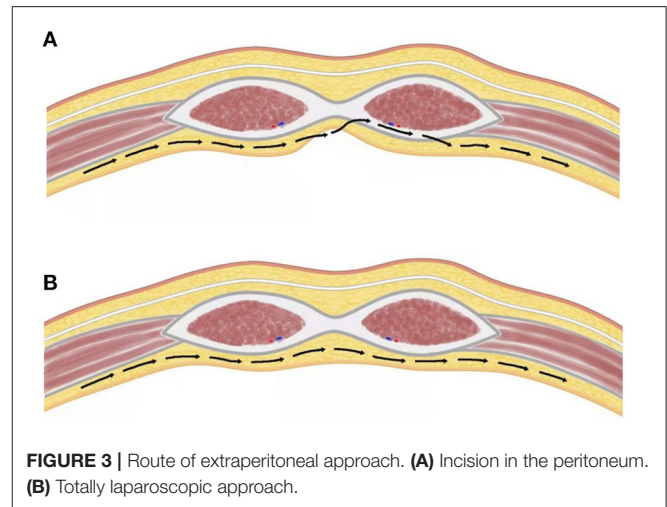 A
B
FIGURE 3 | Route of extraperitoneal approach. (A) Incision in the peritoneum.
(B) Totally laparoscopic approach.